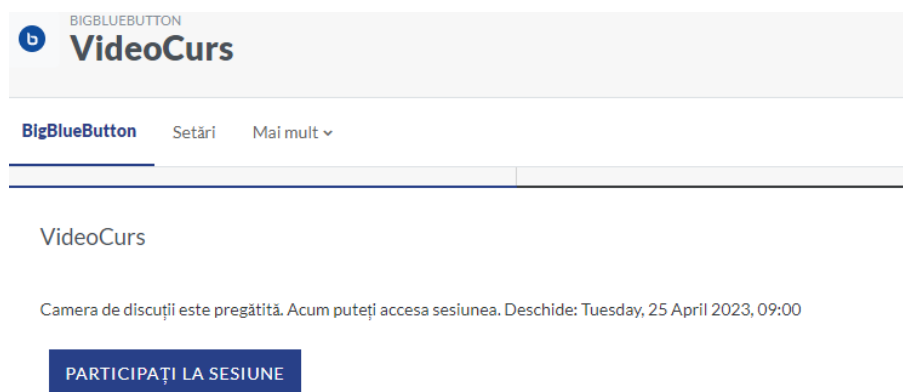 BIGBLUEBUTTON
b
VideoCurs
BigBlueButton Setări Mai mult
VideoCurs
Camera de discuții este pregătită. Acum puteți accesa sesiunea. Deschide: Tuesday, 25 April 2023, 09:00
PARTICIPAȚI LA SESIUNE